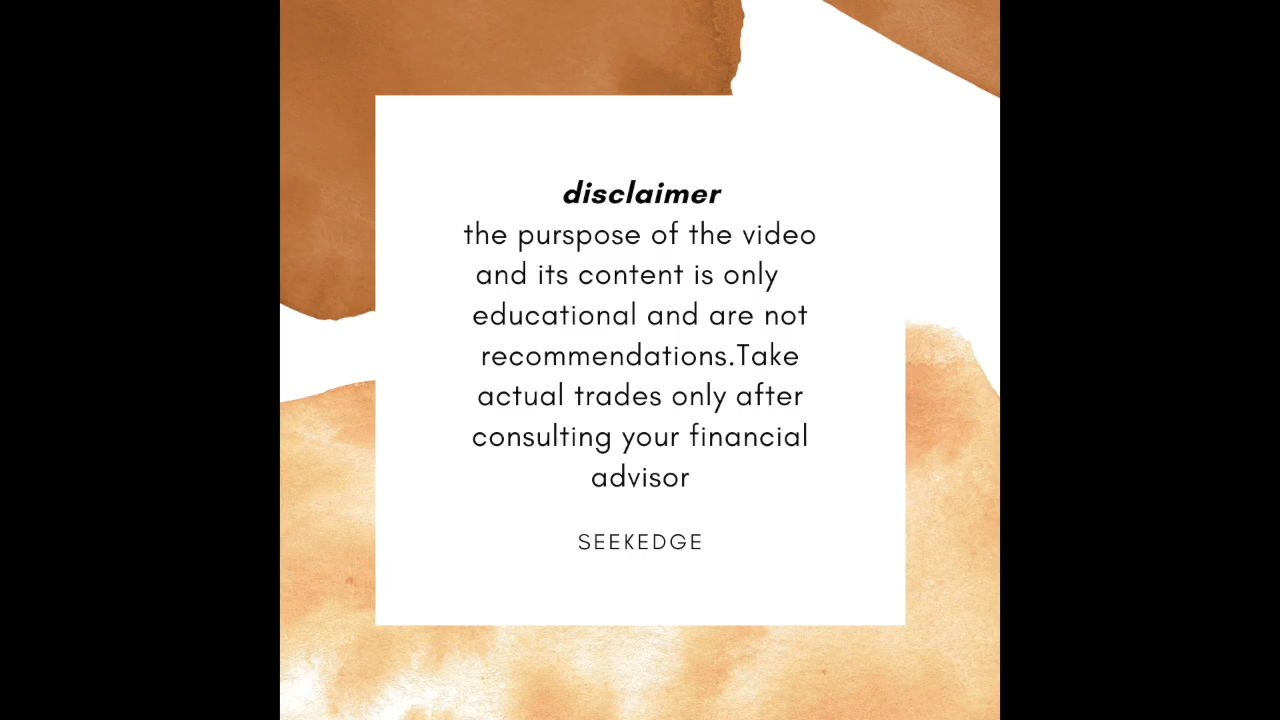 disclaimer
the purspose of the video
and its content is only
educational and are not
recommendations.Take
actual trades only after
consulting your financial
advisor
SEEKEDGE